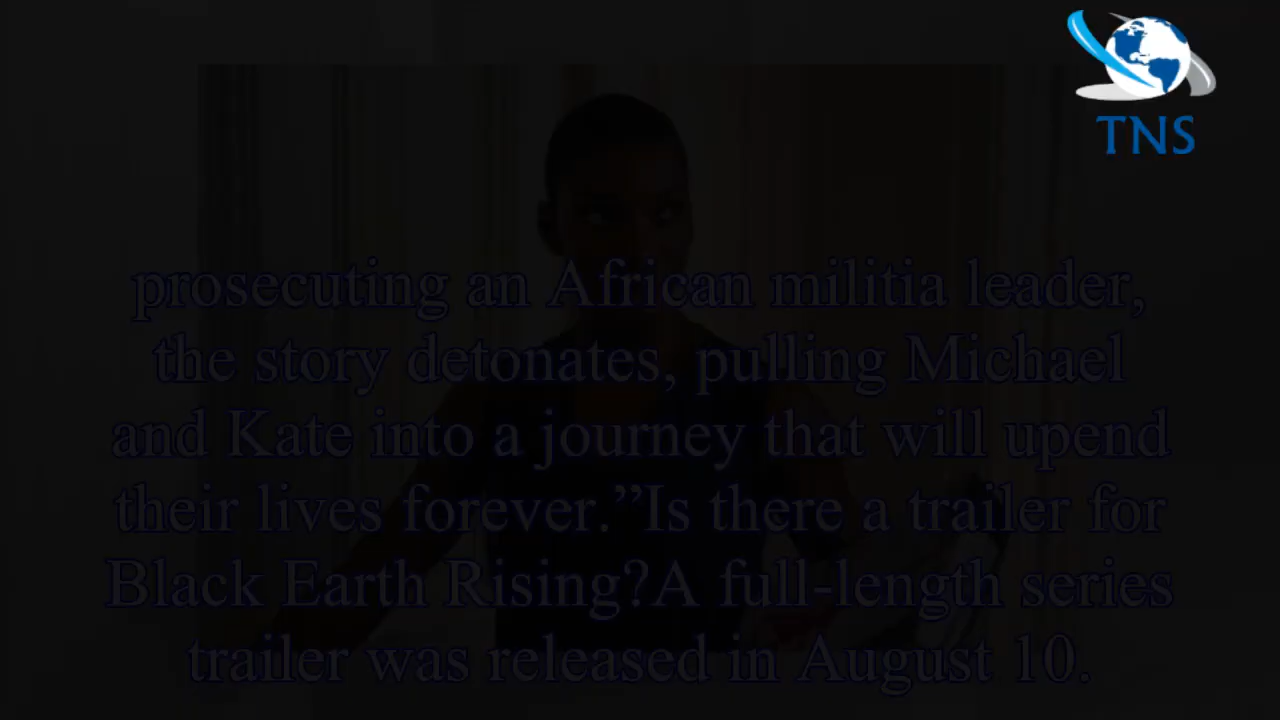 TNS
prosecuting an African militia leader,
the story detonates, pulling Michael
and Kate into a journey that will upend
their lives forever.”Is there a trailer for
Black Earth Rising?A full-length series
trailer was released in August 10.